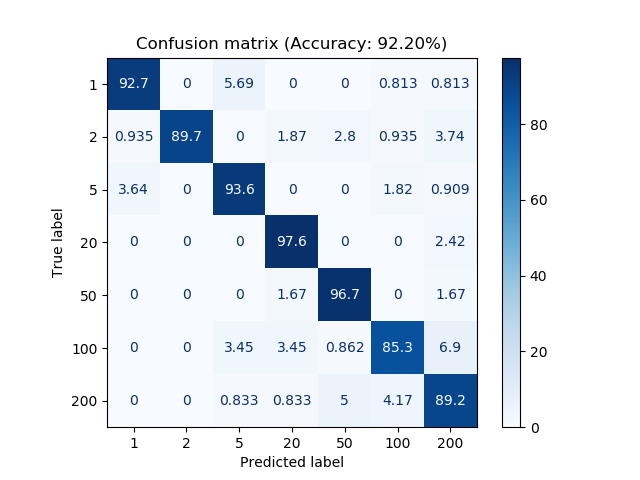 Confusion matrix (Accuracy: 92.20%)
1 92.7 0 5.69 0 0 0.813 0.813
2 0.935 89.7 0 1.87 2.8 0.935 3.74
5 3.64 0 93.6 0 0 1.82 0.909
20 0 0 0 97.6 0 0 2.42
50 0 0 0 1.67 96.7 0 1.67
100 0 0 3.45 3.45 0.862 85.3 6.9
200 0 0 0.833 0.833 5 4.17 89.2
1 2 5 20 50 100 200
Predicted label
True label
80
60
40
20
0